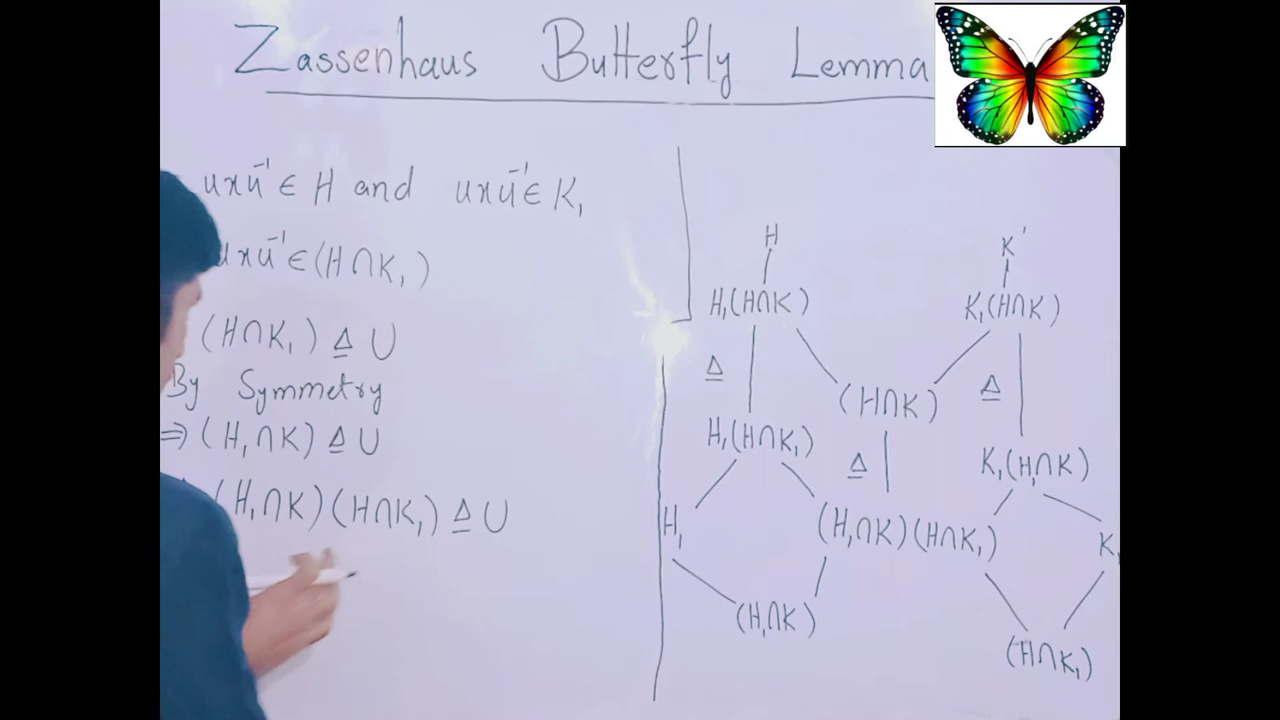 Zassenhaus Butterfly Lemma
uxu⁻¹ ∈ H and uxu⁻¹ ∈ K₁
uxu⁻¹ ∈ (H∩K₁)
(H∩K₁) ⊴ U
By Symmetry
⇒ (H₁∩K) ⊴ U
(H₁∩K)(H∩K₁) ⊴ U
H K'
H₁(H∩K) K₁(H∩K)
⊴ (H∩K) ⊴
H₁(H∩K₁) ⊴ K₁(H₁∩K)
H₁ (H₁∩K)(H∩K₁) K₁
(H₁∩K) (H∩K₁)